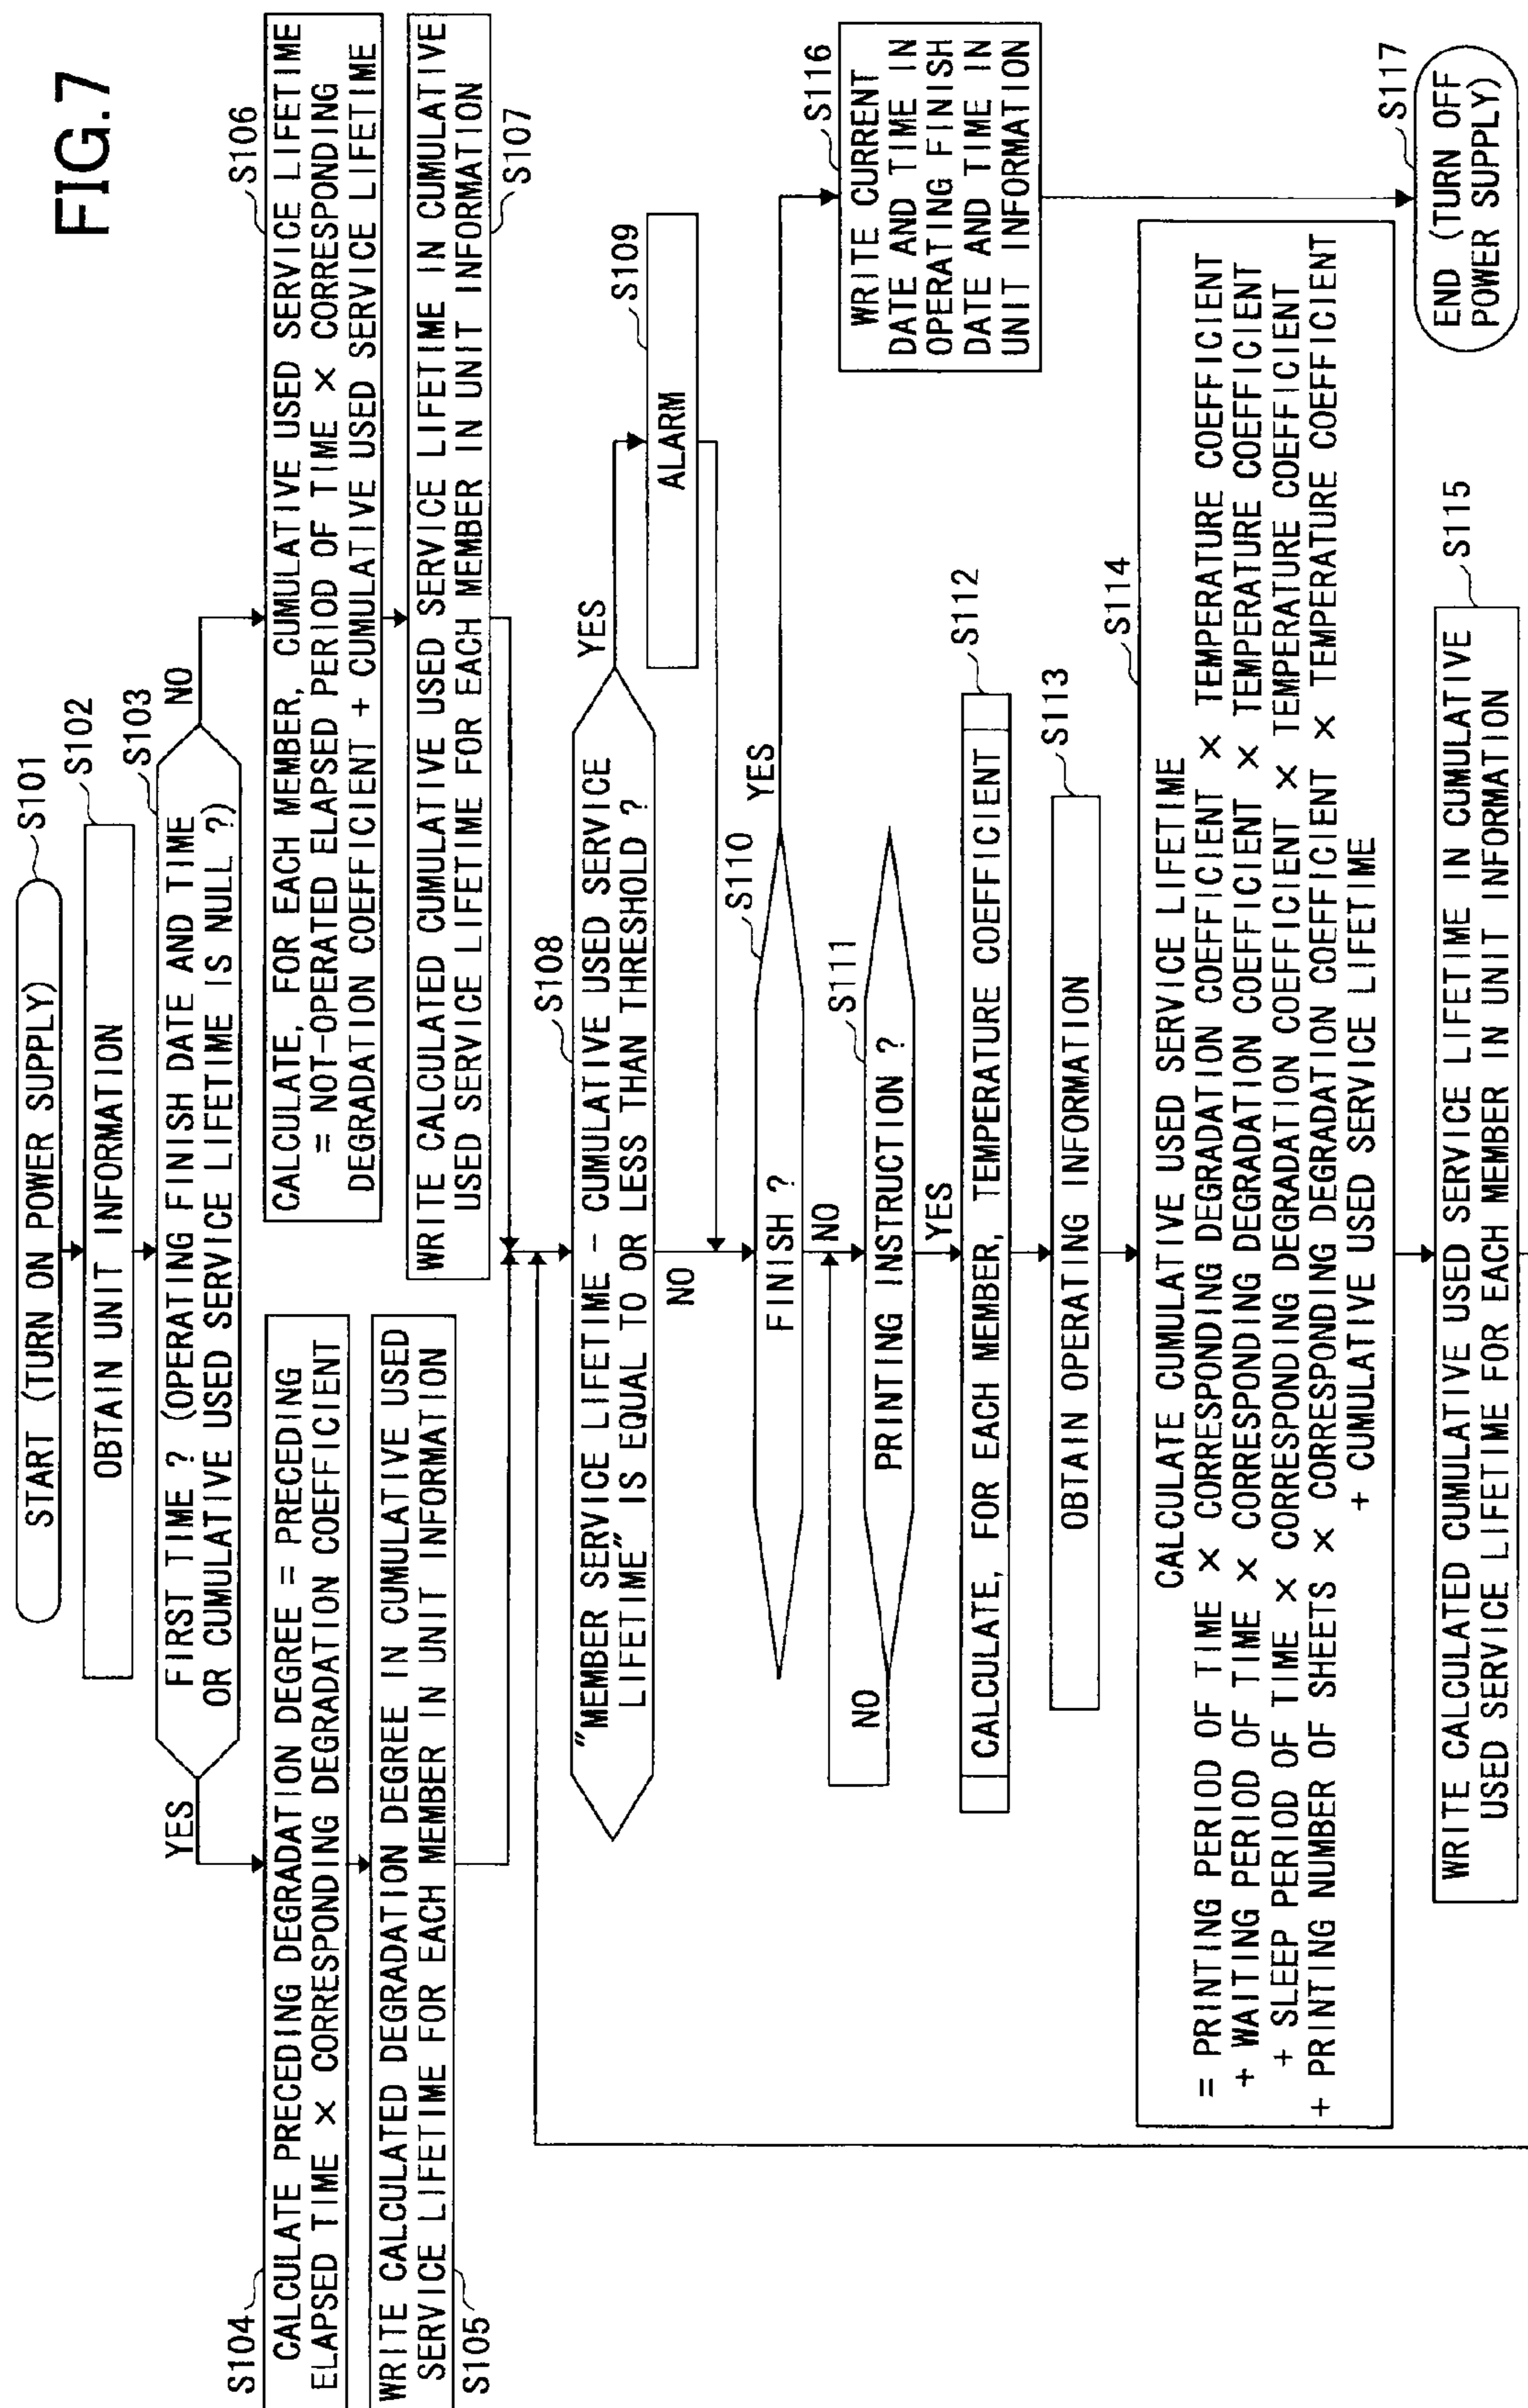 FIG.7
START (TURN ON POWER SUPPLY)
S101
OBTAIN UNIT INFORMATION
S102
FIRST TIME ? (OPERATING FINISH DATE AND TIME
OR CUMULATIVE USED SERVICE LIFETIME IS NULL ?)
S103
YES
NO
S104
CALCULATE PRECEDING DEGRADATION DEGREE = PRECEDING
ELAPSED TIME × CORRESPONDING DEGRADATION COEFFICIENT
WRITE CALCULATED DEGRADATION DEGREE IN CUMULATIVE USED
SERVICE LIFETIME FOR EACH MEMBER IN UNIT INFORMATION
S105
S106
CALCULATE, FOR EACH MEMBER, CUMULATIVE USED SERVICE LIFETIME
= NOT-OPERATED ELAPSED PERIOD OF TIME × CORRESPONDING
DEGRADATION COEFFICIENT + CUMULATIVE USED SERVICE LIFETIME
WRITE CALCULATED CUMULATIVE USED SERVICE LIFETIME IN CUMULATIVE
USED SERVICE LIFETIME FOR EACH MEMBER IN UNIT INFORMATION
S107
S108
"MEMBER SERVICE LIFETIME - CUMULATIVE USED SERVICE
LIFETIME" IS EQUAL TO OR LESS THAN THRESHOLD ?
YES
NO
S109
ALARM
S110
FINISH ?
YES
NO
S116
WRITE CURRENT
DATE AND TIME IN
OPERATING FINISH
DATE AND TIME IN
UNIT INFORMATION
S111
PRINTING INSTRUCTION ?
NO
YES
CALCULATE, FOR EACH MEMBER, TEMPERATURE COEFFICIENT
S112
OBTAIN OPERATING INFORMATION
S113
S114
CALCULATE CUMULATIVE USED SERVICE LIFETIME
= PRINTING PERIOD OF TIME × CORRESPONDING DEGRADATION COEFFICIENT × TEMPERATURE COEFFICIENT
+ WAITING PERIOD OF TIME × CORRESPONDING DEGRADATION COEFFICIENT × TEMPERATURE COEFFICIENT
+ SLEEP PERIOD OF TIME × CORRESPONDING DEGRADATION COEFFICIENT × TEMPERATURE COEFFICIENT
+ PRINTING NUMBER OF SHEETS × CORRESPONDING DEGRADATION COEFFICIENT × TEMPERATURE COEFFICIENT
+ CUMULATIVE USED SERVICE LIFETIME
S117
END (TURN OFF
POWER SUPPLY)
S115
WRITE CALCULATED CUMULATIVE USED SERVICE LIFETIME IN CUMULATIVE
USED SERVICE LIFETIME FOR EACH MEMBER IN UNIT INFORMATION